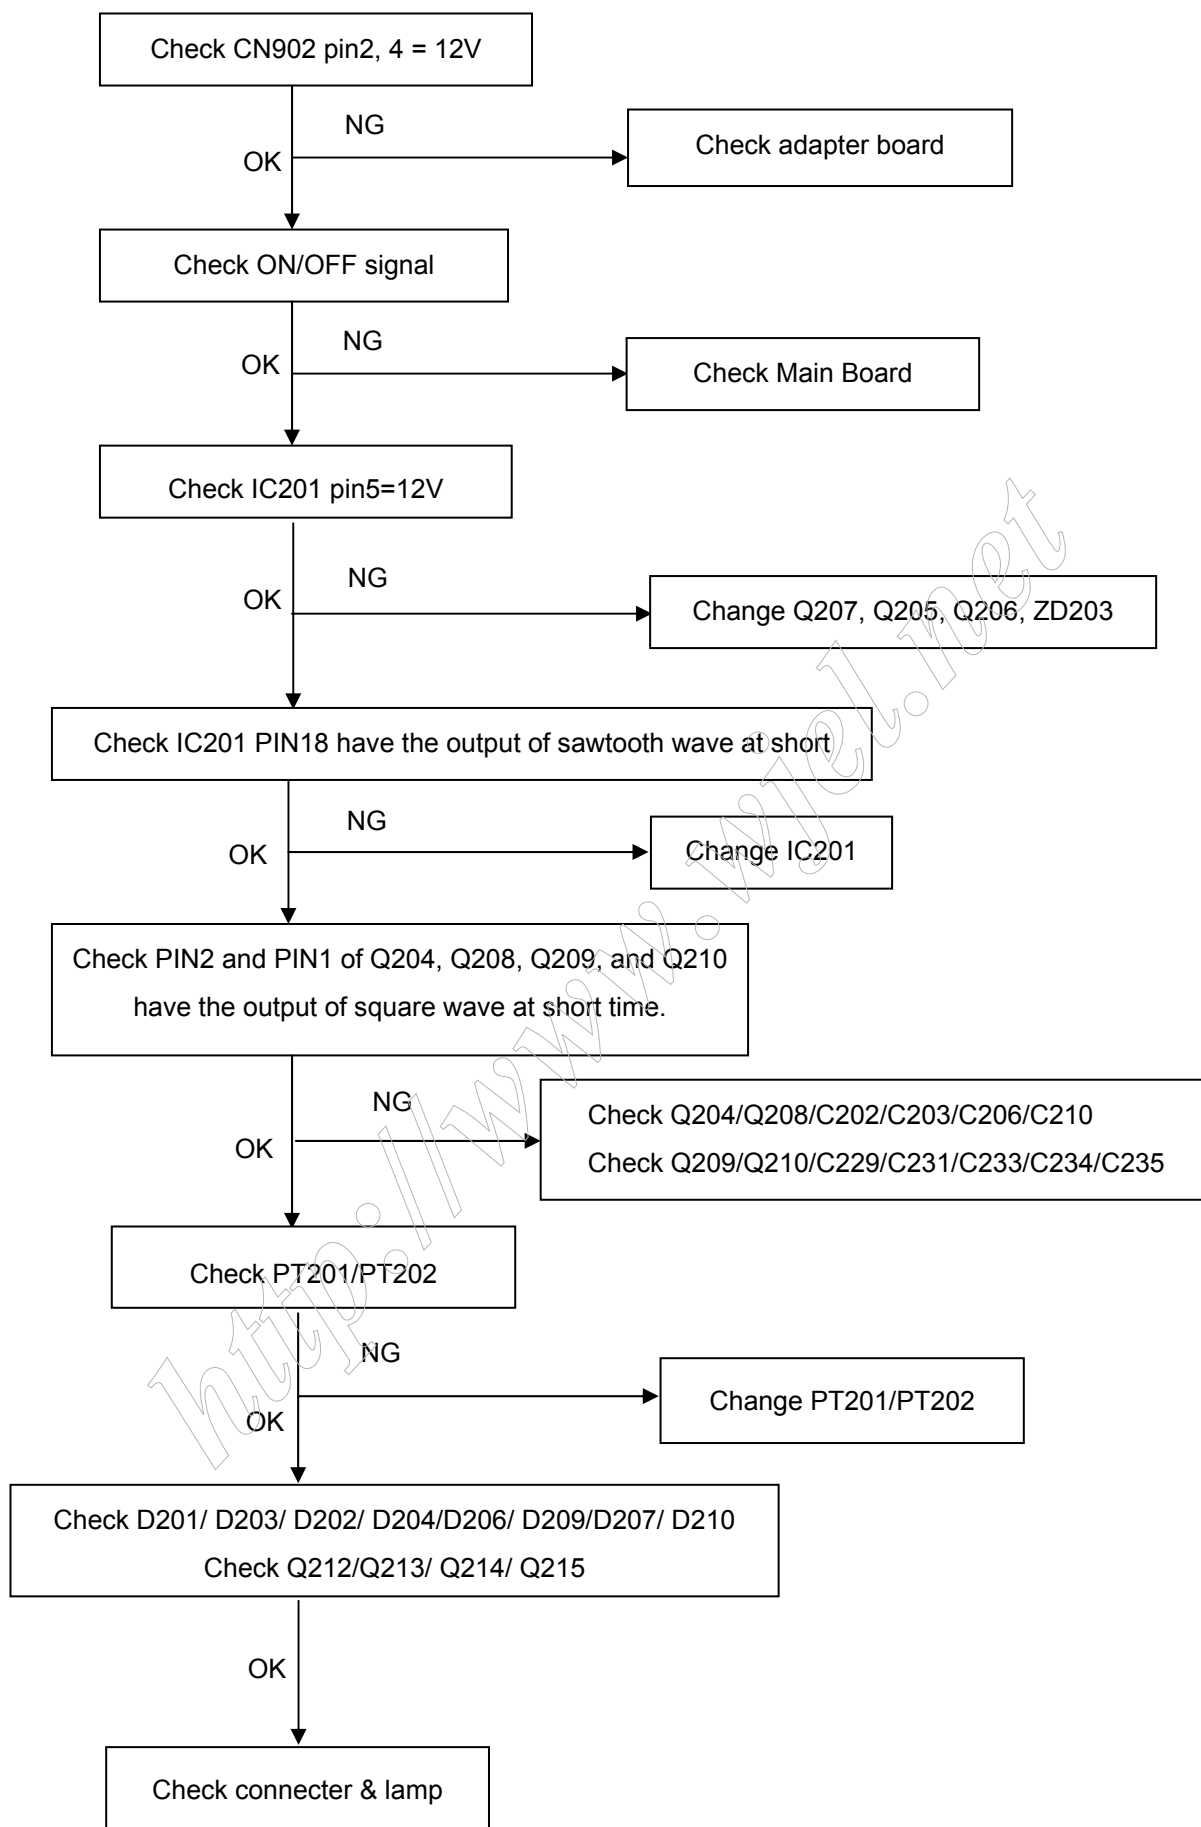 Check CN902 pin2, 4 = 12V
NG
OK
Check adapter board
Check ON/OFF signal
NG
OK
Check Main Board
Check IC201 pin5=12V
NG
OK
Change Q207, Q205, Q206, ZD203
Check IC201 PIN18 have the output of sawtooth wave at short
NG
OK
Change IC201
Check PIN2 and PIN1 of Q204, Q208, Q209, and Q210
have the output of square wave at short time.
NG
OK
Check Q204/Q208/C202/C203/C206/C210
Check Q209/Q210/C229/C231/C233/C234/C235
Check PT201/PT202
NG
OK
Change PT201/PT202
Check D201/ D203/ D202/ D204/D206/ D209/D207/ D210
Check Q212/Q213/ Q214/ Q215
OK
Check connecter & lamp
http://www.wjel.net